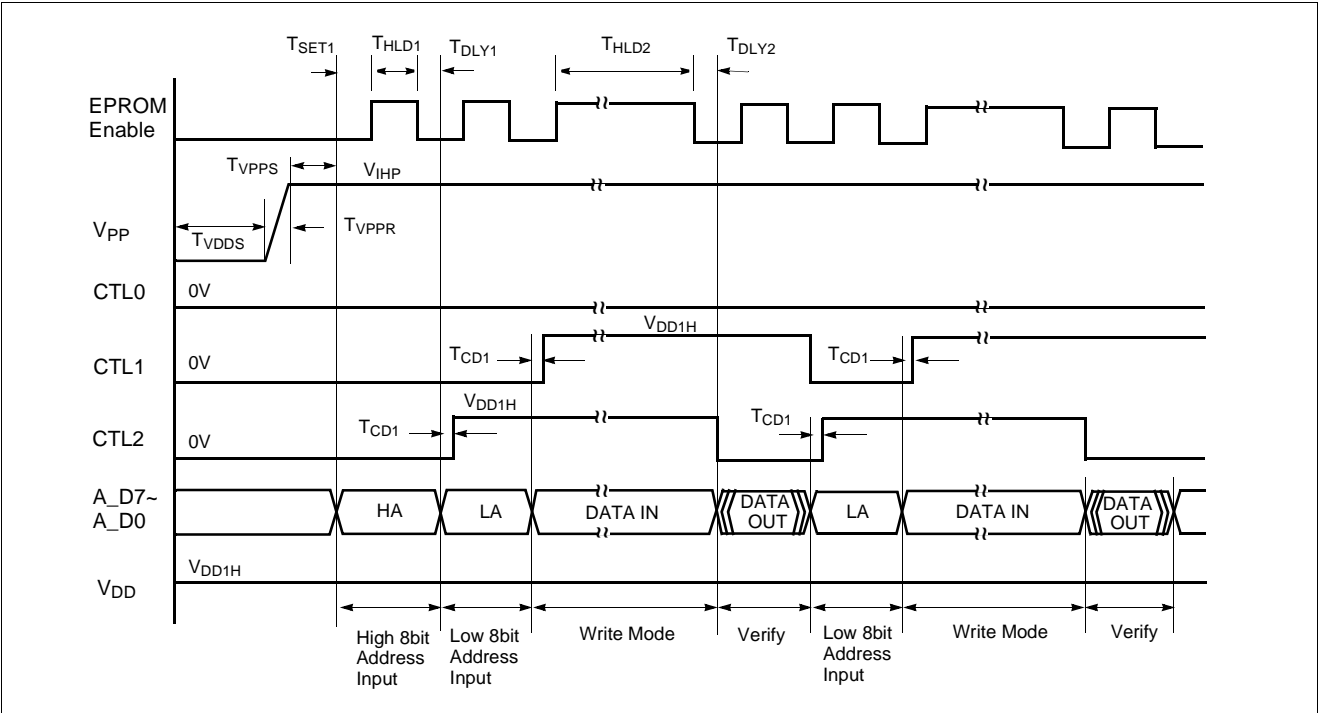 TSET1 THLD1 TDLY1 THLD2 TDLY2
EPROM
Enable
TVPPS VIHP
VPP TVDDS TVPPR
CTL0 0V
VDD1H
CTL1 0V TCD1 TCD1
VDD1H
CTL2 0V TCD1 TCD1
A_D7~
A_D0
HA LA DATA IN DATA
OUT LA DATA IN DATA
OUT
VDD1H
VDD
High 8bit
Address
Input
Low 8bit
Address
Input
Write Mode
Verify
Low 8bit
Address
Input
Write Mode
Verify